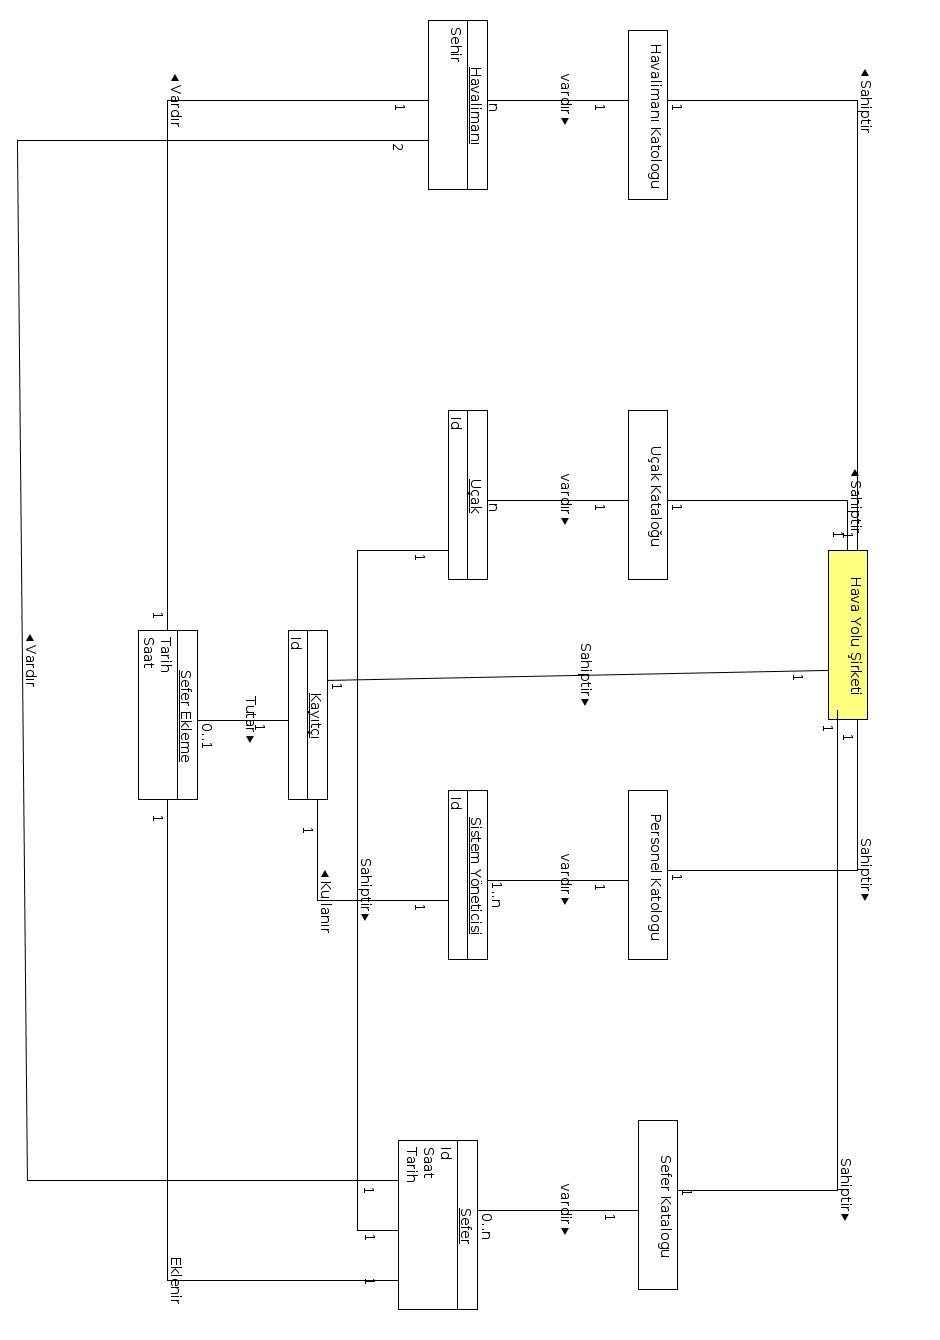 ◄ Sahiptir
Sahiptir ►
◄ Sahiptir
1
1
Hava Yolu Şirketi
1
1
Sahiptir ►
1
1
1
1
1
Havalimanı Katologu
Uçak Kataloğu
Personel Katologu
Sefer Katalogu
1
1
1
1
Sahiptir ►
vardır ►
vardır ►
vardır ►
vardır ►
n
n
1..n
0..n
Havalimanı
Sehir
Uçak
Id
Sistem Yöneticisi
Id
Sefer
Id
Saat
Tarih
1
2
1
1
1
1
1
Sahiptir ►
1
Kayıtçı
Id
1
◄ Kullanır
1
Tutar ►
0..1
Sefer Ekleme
Tarih
Saat
◄ Vardır
Eklenir
1
1
◄ Vardır